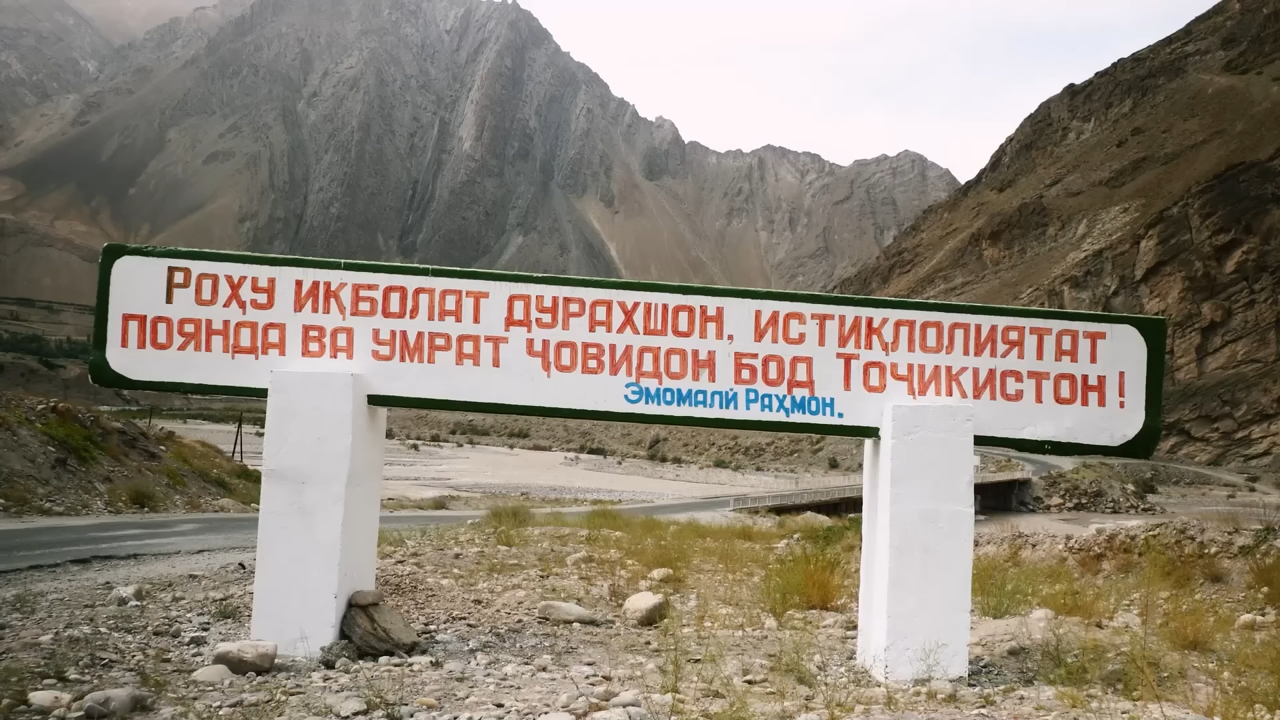 Роҳу иқболат дурахшон, истиқлолиятат
поянда ва умрат ҷовидон бод Тоҷикистон!
Эмомалӣ Раҳмон.